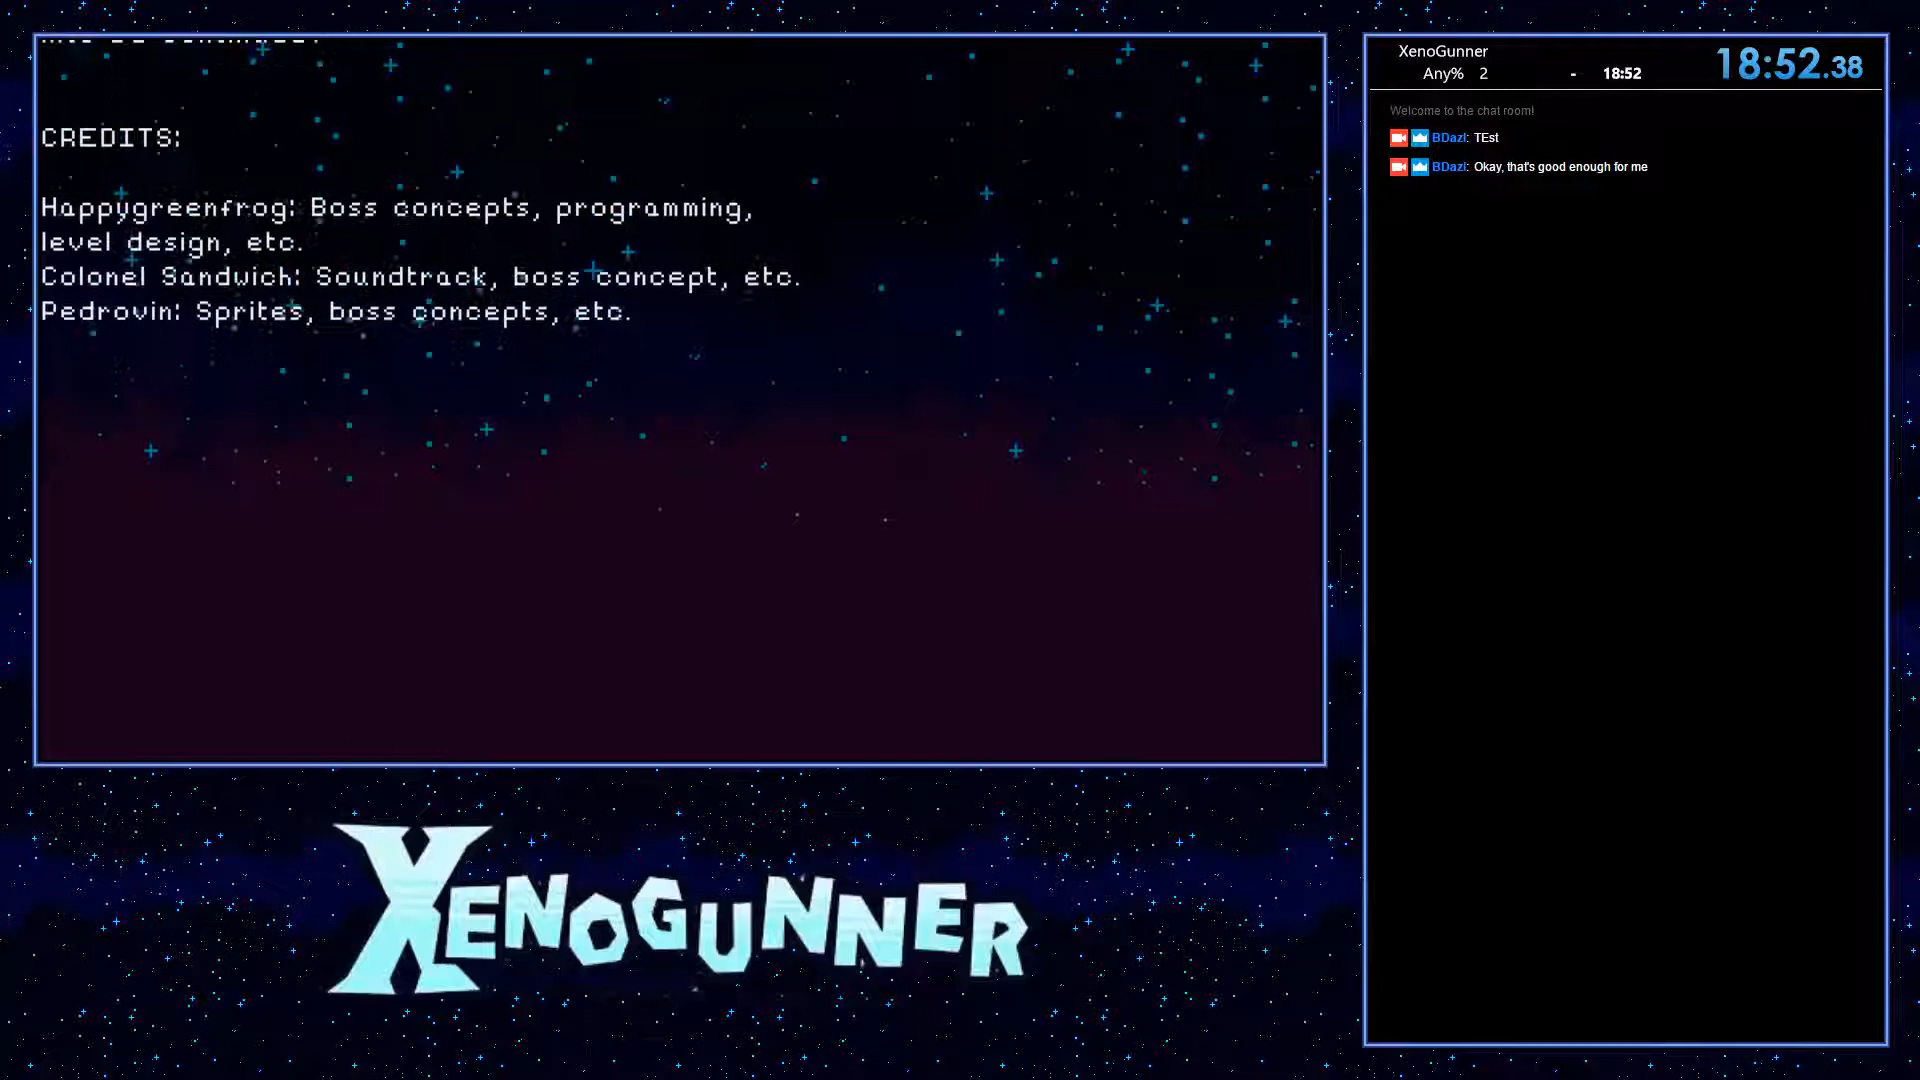 CREDITS:
Happygreenfrog: Boss concepts, programming,
level design, etc.
Colonel Sandwich: Soundtrack, boss concept, etc.
Pedrovin: Sprites, boss concepts, etc.
XENOGUNNER
XenoGunner
Any% 2 - 18:52
18:52.38
Welcome to the chat room!
BDazl: TEst
BDazl: Okay, that's good enough for me